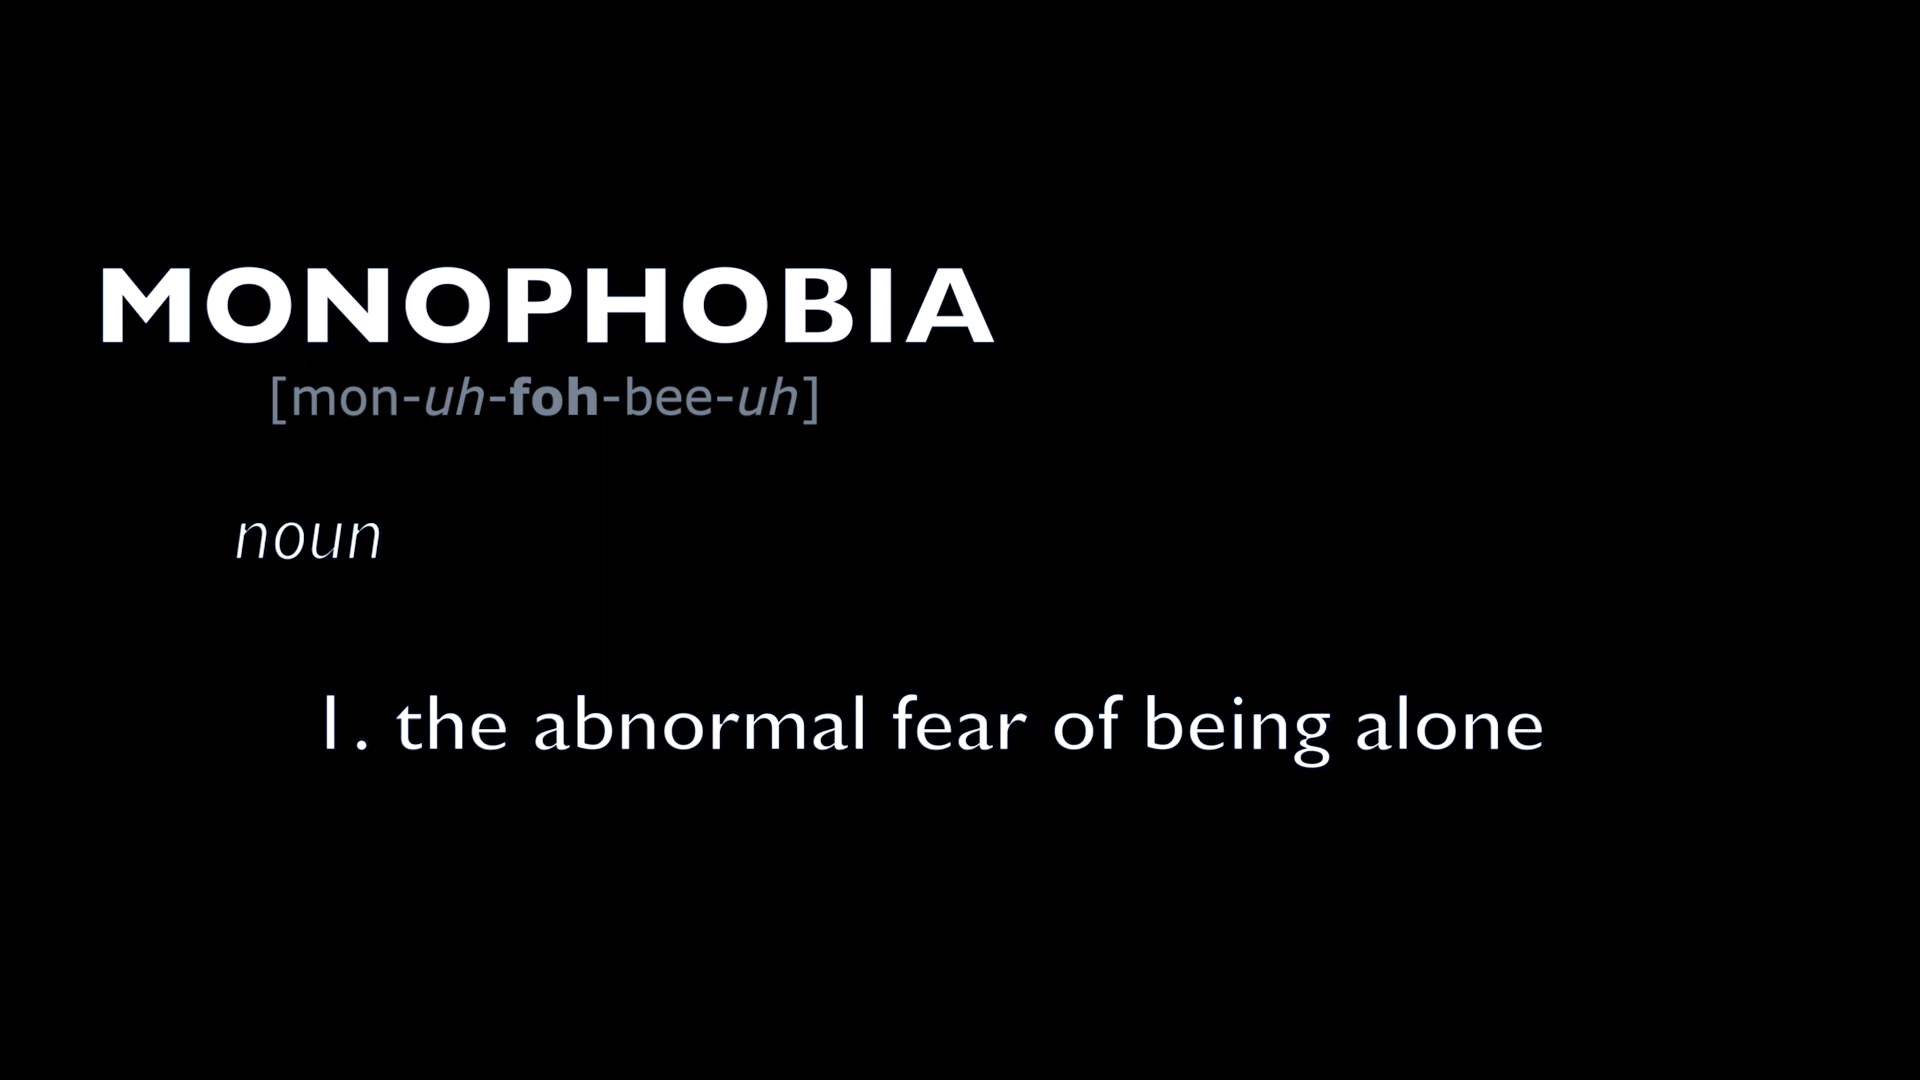 MONOPHOBIA
[mon-uh-foh-bee-uh]
noun
1. the abnormal fear of being alone